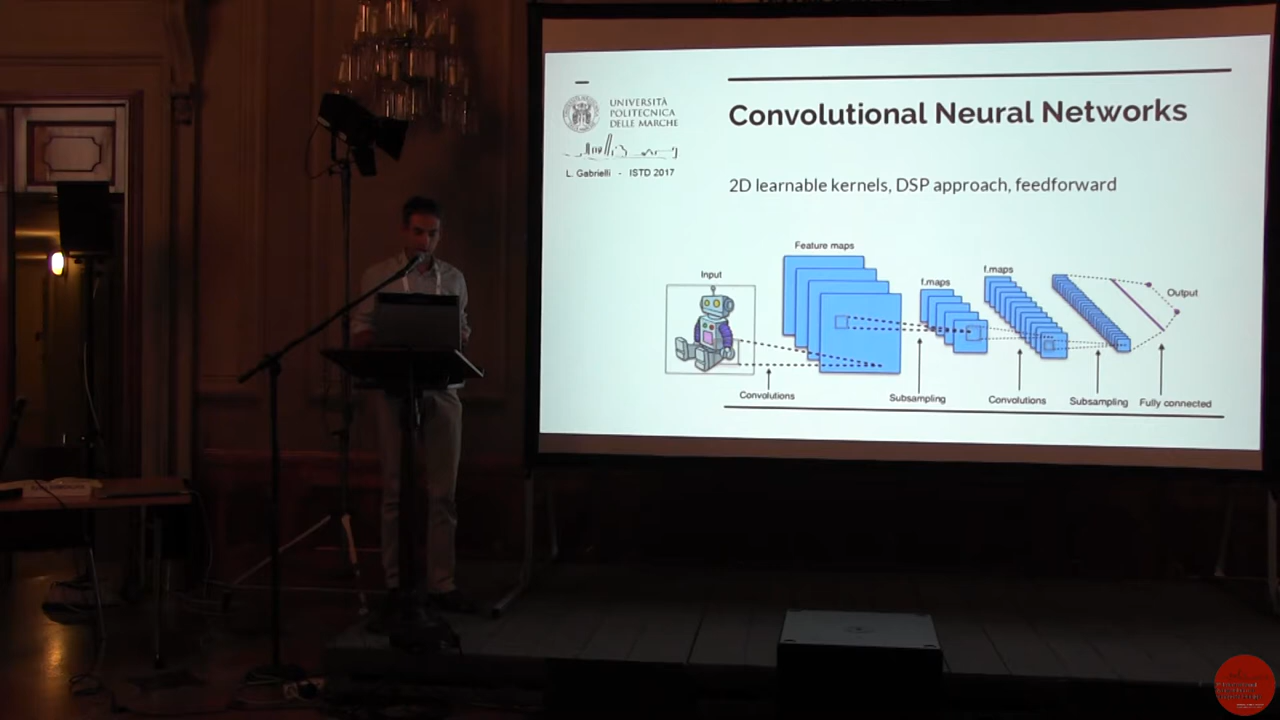 UNIVERSITÀ
POLITECNICA
DELLE MARCHE
L. Gabrielli - ISTD 2017
Convolutional Neural Networks
2D learnable kernels, DSP approach, feedforward
Input
Feature maps
f.maps
f.maps
Output
Convolutions
Subsampling
Convolutions
Subsampling
Fully connected